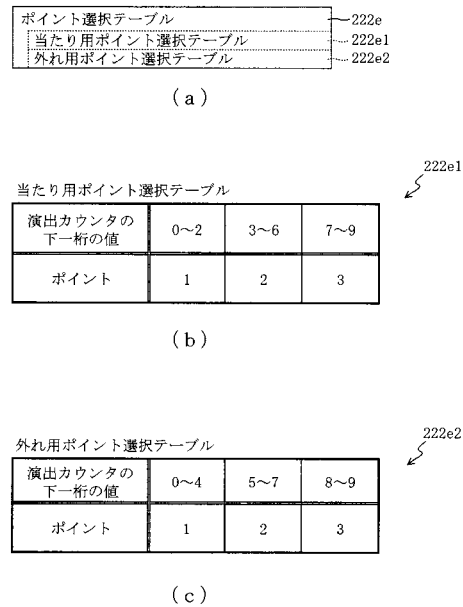 ポイント選択テーブル 222e
当たり用ポイント選択テーブル 222e1
外れ用ポイント選択テーブル 222e2
(a)
222e1
当たり用ポイント選択テーブル
演出カウンタの
下一桁の値 0〜2 3〜6 7〜9
ポイント 1 2 3
(b)
222e2
外れ用ポイント選択テーブル
演出カウンタの
下一桁の値 0〜4 5〜7 8〜9
ポイント 1 2 3
(c)